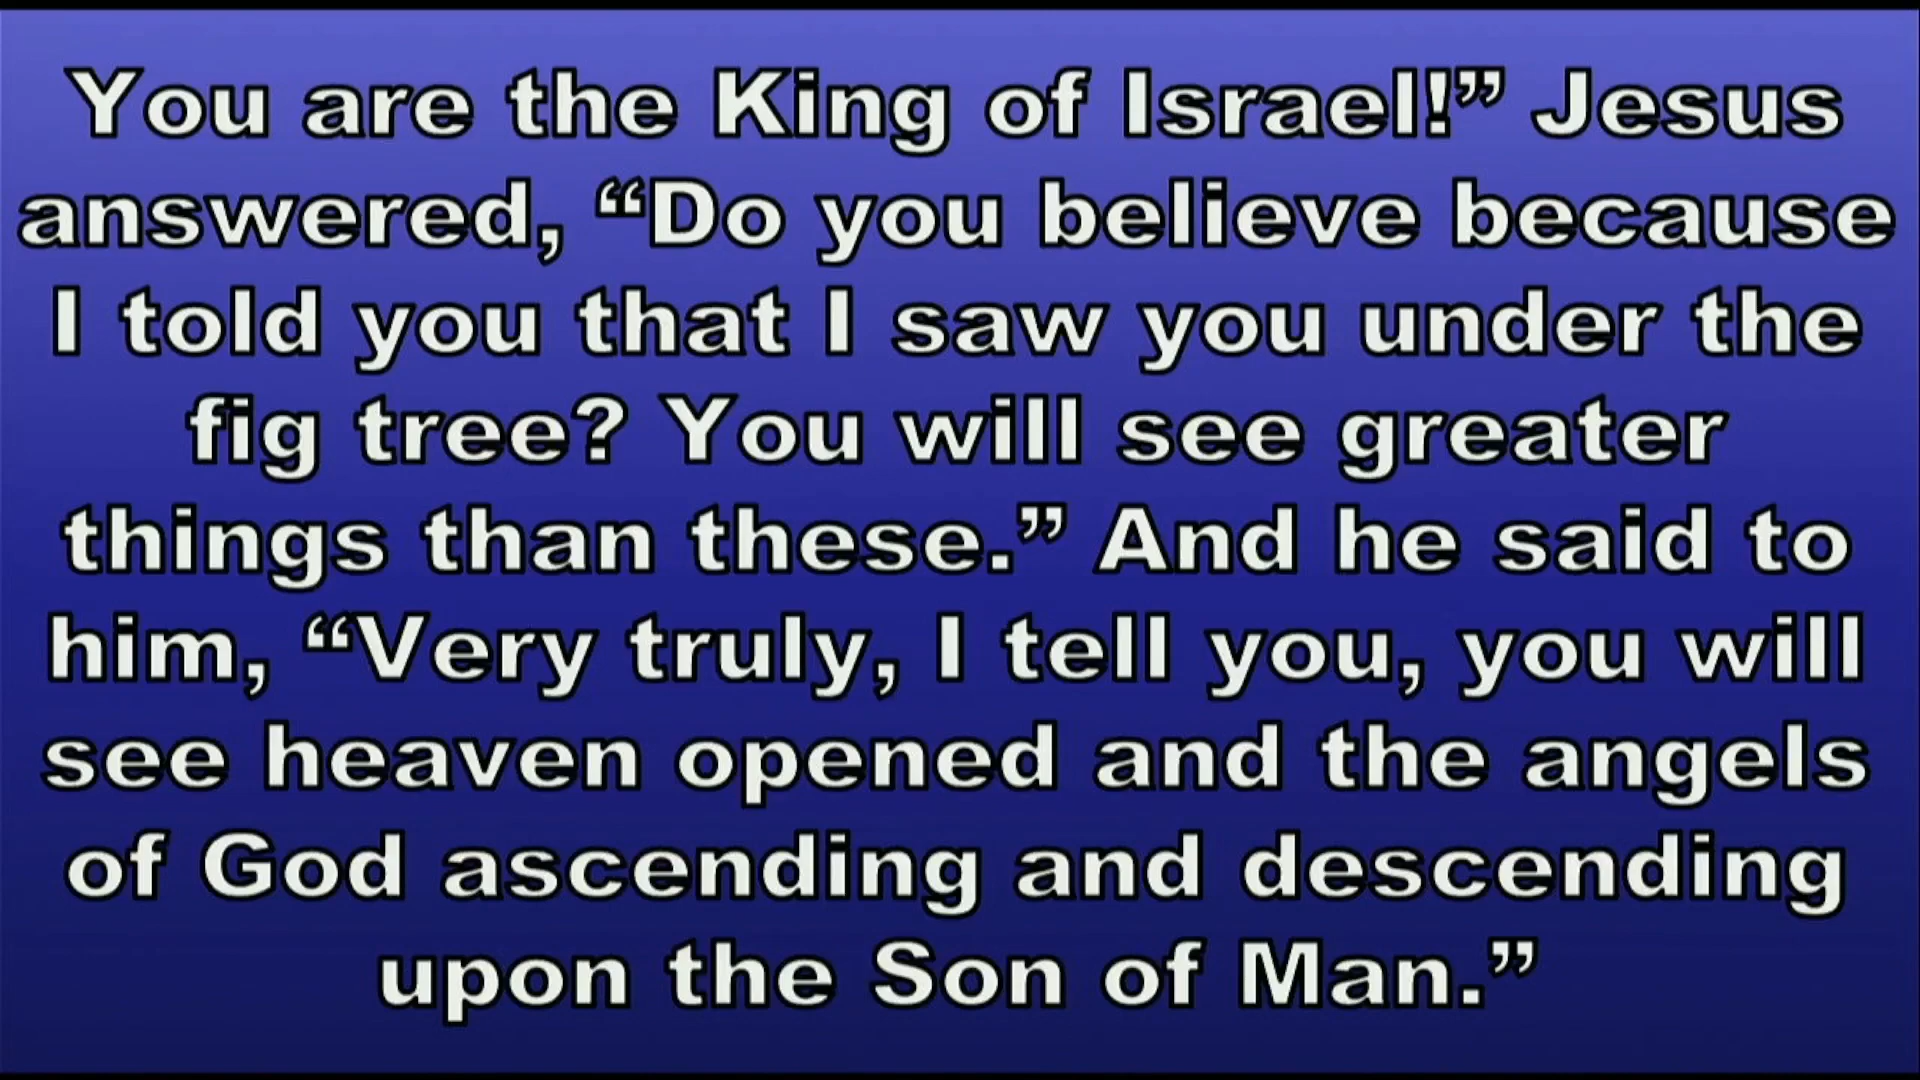 You are the King of Israel!” Jesus
answered, “Do you believe because
I told you that I saw you under the
fig tree? You will see greater
things than these.” And he said to
him, “Very truly, I tell you, you will
see heaven opened and the angels
of God ascending and descending
upon the Son of Man.”